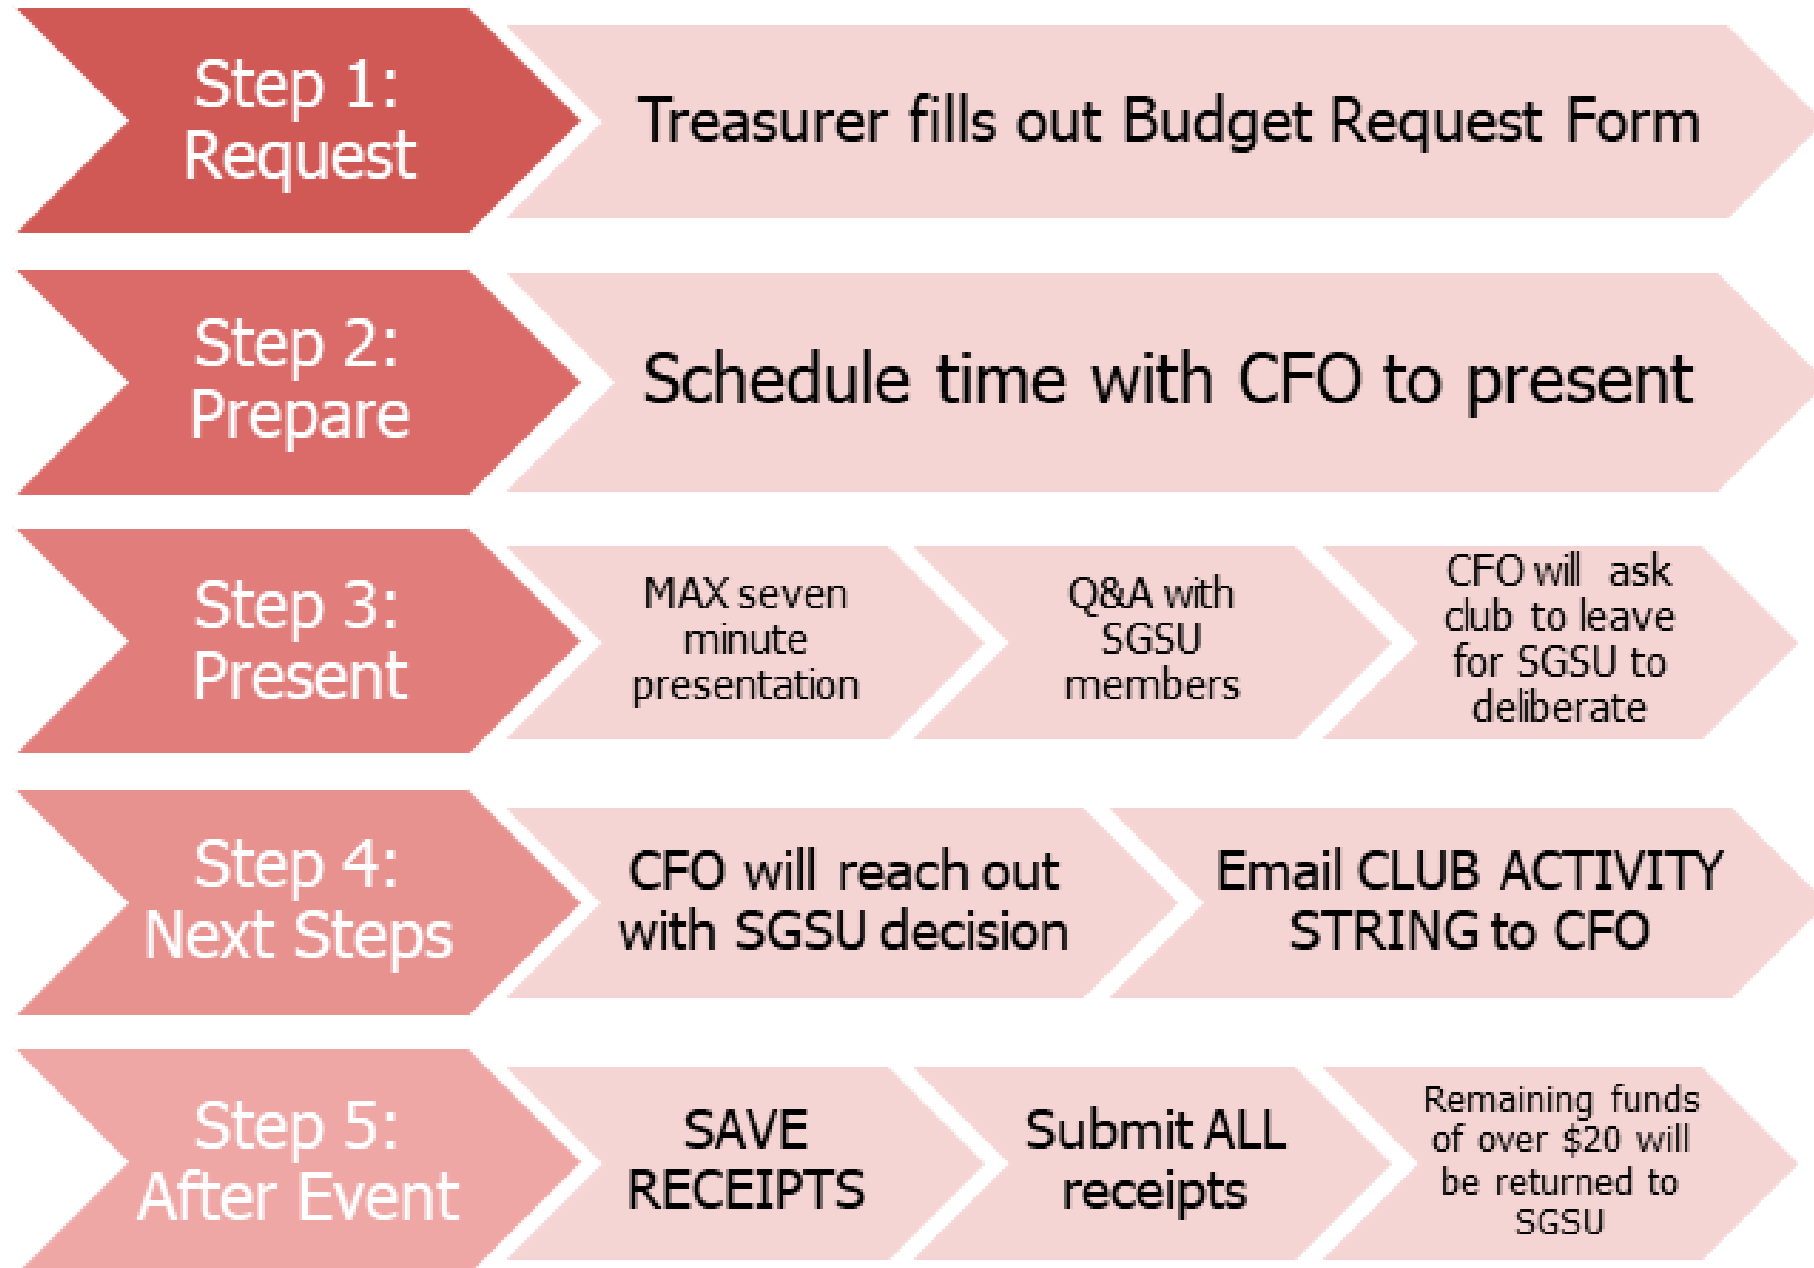 Step 1:
Request
Treasurer fills out Budget Request Form
Step 2:
Prepare
Schedule time with CFO to present
Step 3:
Present
MAX seven
minute
presentation
Q&A with
SGSU
members
CFO will ask
club to leave
for SGSU to
deliberate
Step 4:
Next Steps
CFO will reach out
with SGSU decision
Email CLUB ACTIVITY
STRING to CFO
Step 5:
After Event
SAVE
RECEIPTS
Submit ALL
receipts
Remaining funds
of over $20 will
be returned to
SGSU